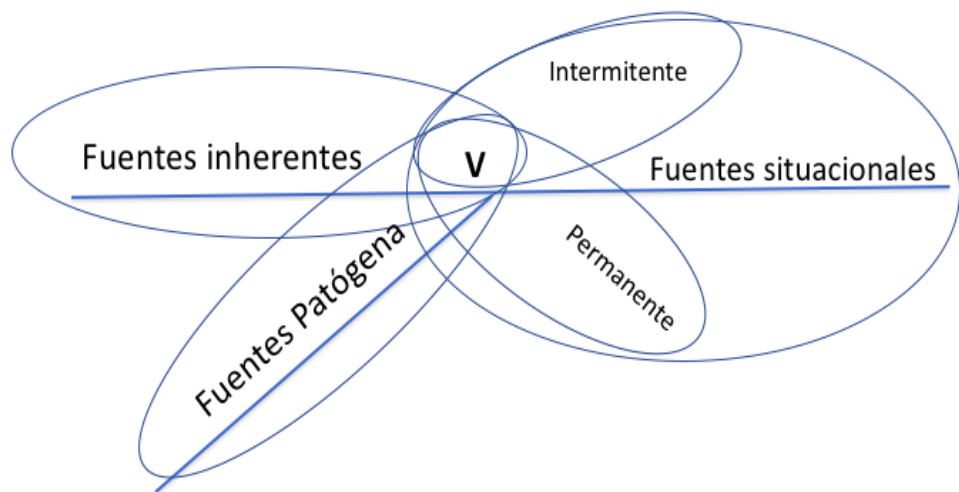 Intermitente
Fuentes inherentes
V
Fuentes situacionales
Fuentes Patógena
Permanente